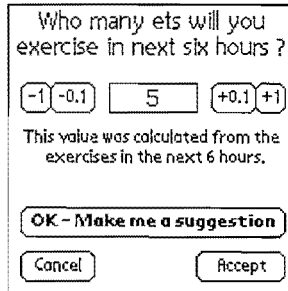 Who many ets will you
exercise in next six hours ?
-1 -0.1 5 +0.1 +1
This value was calculated from the
exercises in the next 6 hours.
OK - Make me a suggestion
Cancel Accept